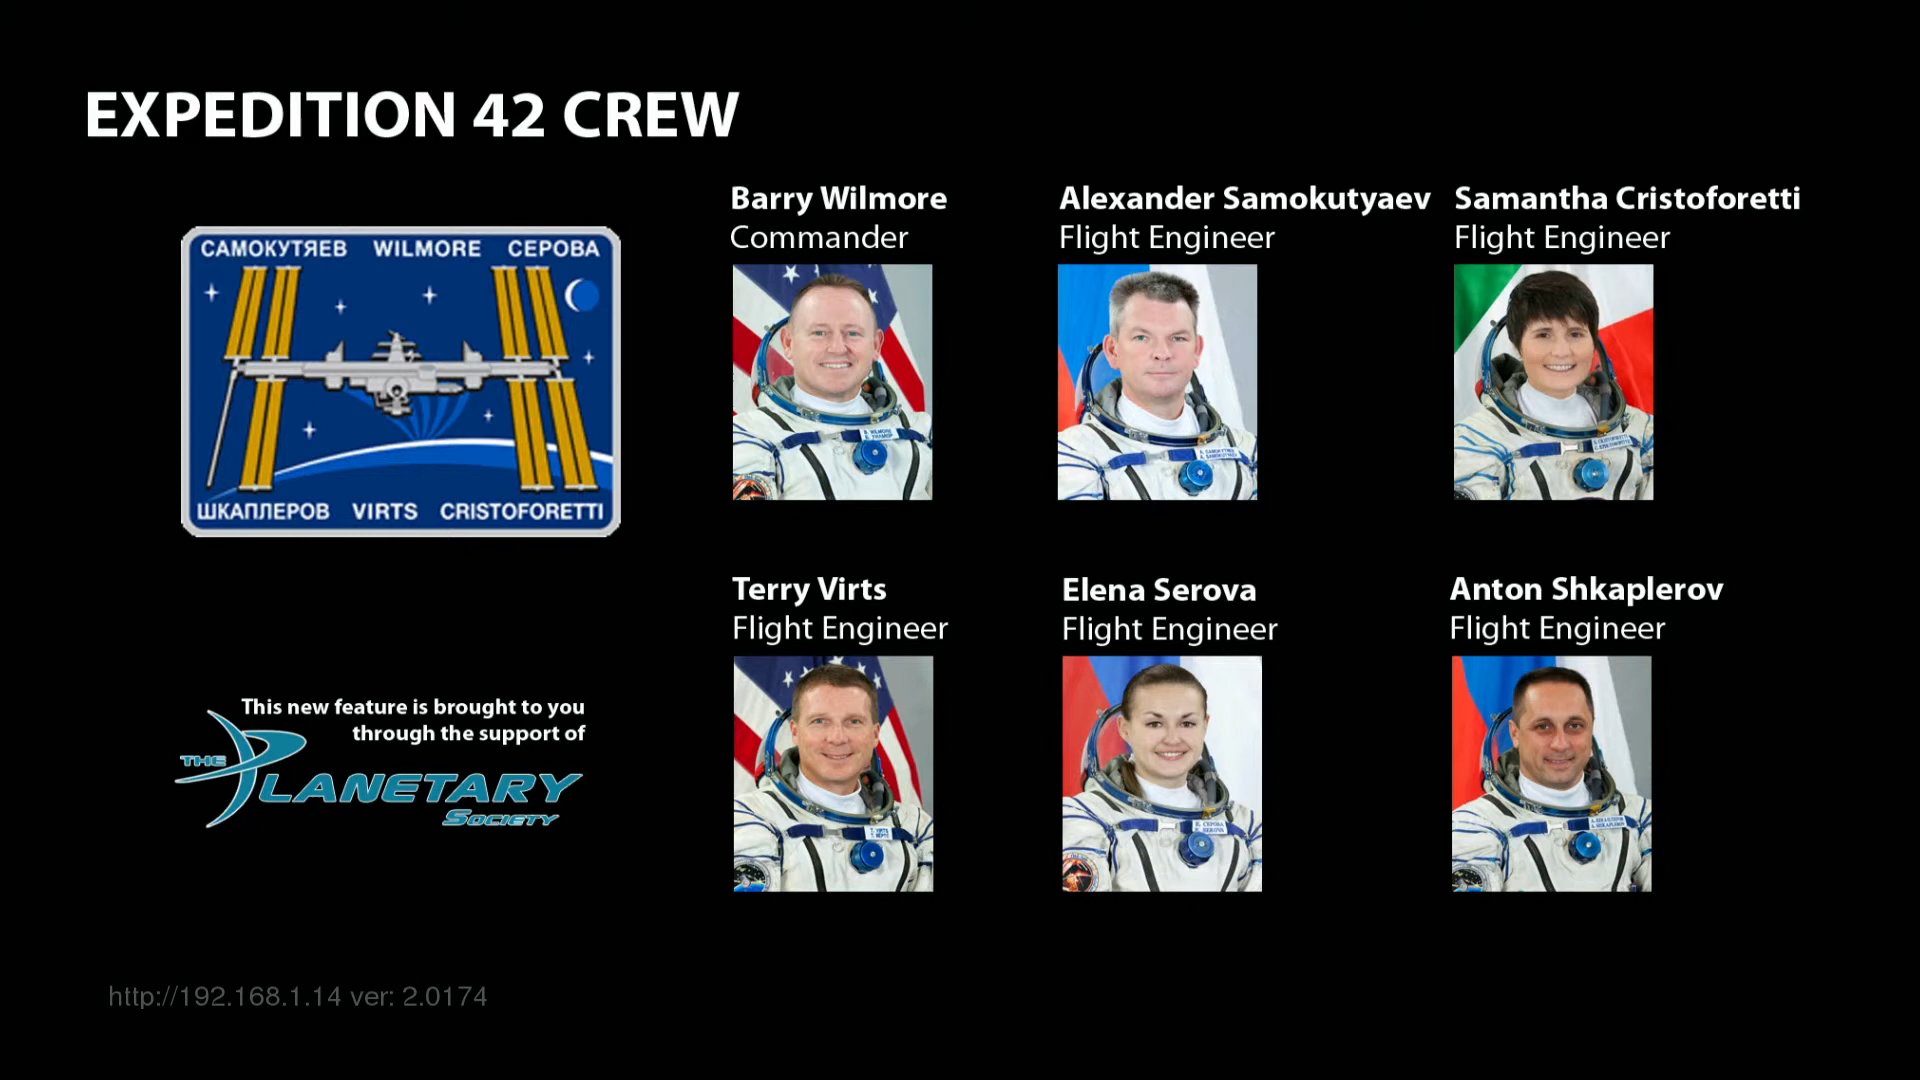 EXPEDITION 42 CREW
САМОКУТЯЕВ WILMORE СЕРОВА
ШКАПЛЕРОВ VIRTS CRISTOFORETTI
Barry Wilmore
Commander
Alexander Samokutyaev
Flight Engineer
Samantha Cristoforetti
Flight Engineer
Terry Virts
Flight Engineer
Elena Serova
Flight Engineer
Anton Shkaplerov
Flight Engineer
This new feature is brought to you
through the support of
THE
PLANETARY
SOCIETY
http://192.168.1.14 ver: 2.0174